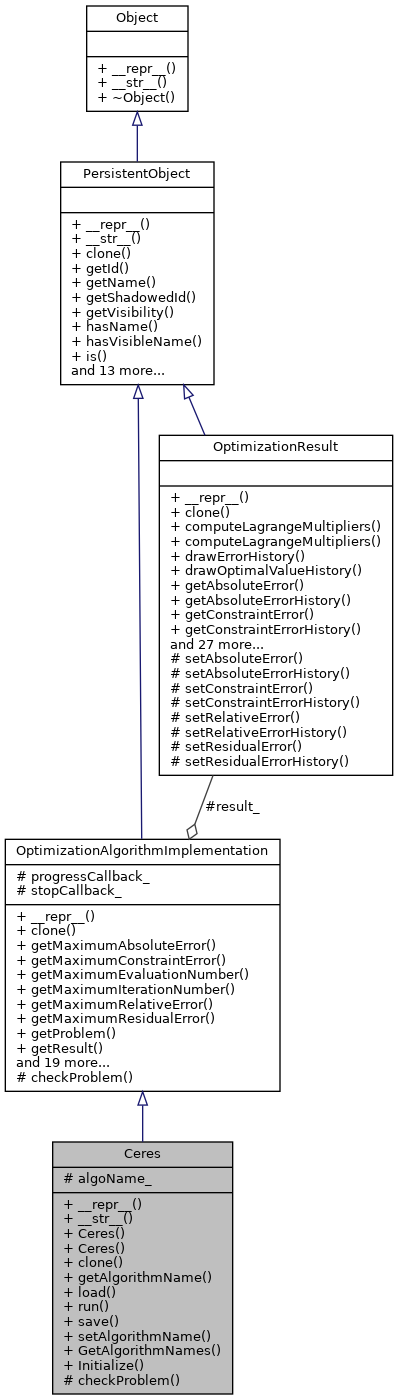 Object
+ __repr__()
+ __str__()
+ ~Object()
PersistentObject
+ __repr__()
+ __str__()
+ clone()
+ getId()
+ getName()
+ getShadowedId()
+ getVisibility()
+ hasName()
+ hasVisibleName()
+ is()
and 13 more...
OptimizationResult
+ __repr__()
+ clone()
+ computeLagrangeMultipliers()
+ computeLagrangeMultipliers()
+ drawErrorHistory()
+ drawOptimalValueHistory()
+ getAbsoluteError()
+ getAbsoluteErrorHistory()
+ getConstraintError()
+ getConstraintErrorHistory()
and 27 more...
# setAbsoluteError()
# setAbsoluteErrorHistory()
# setConstraintError()
# setConstraintErrorHistory()
# setRelativeError()
# setRelativeErrorHistory()
# setResidualError()
# setResidualErrorHistory()
#result_
OptimizationAlgorithmImplementation
# progressCallback_
# stopCallback_
+ __repr__()
+ clone()
+ getMaximumAbsoluteError()
+ getMaximumConstraintError()
+ getMaximumEvaluationNumber()
+ getMaximumIterationNumber()
+ getMaximumRelativeError()
+ getMaximumResidualError()
+ getProblem()
+ getResult()
and 19 more...
# checkProblem()
Ceres
# algoName_
+ __repr__()
+ __str__()
+ Ceres()
+ Ceres()
+ clone()
+ getAlgorithmName()
+ load()
+ run()
+ save()
+ setAlgorithmName()
+ GetAlgorithmNames()
+ Initialize()
# checkProblem()